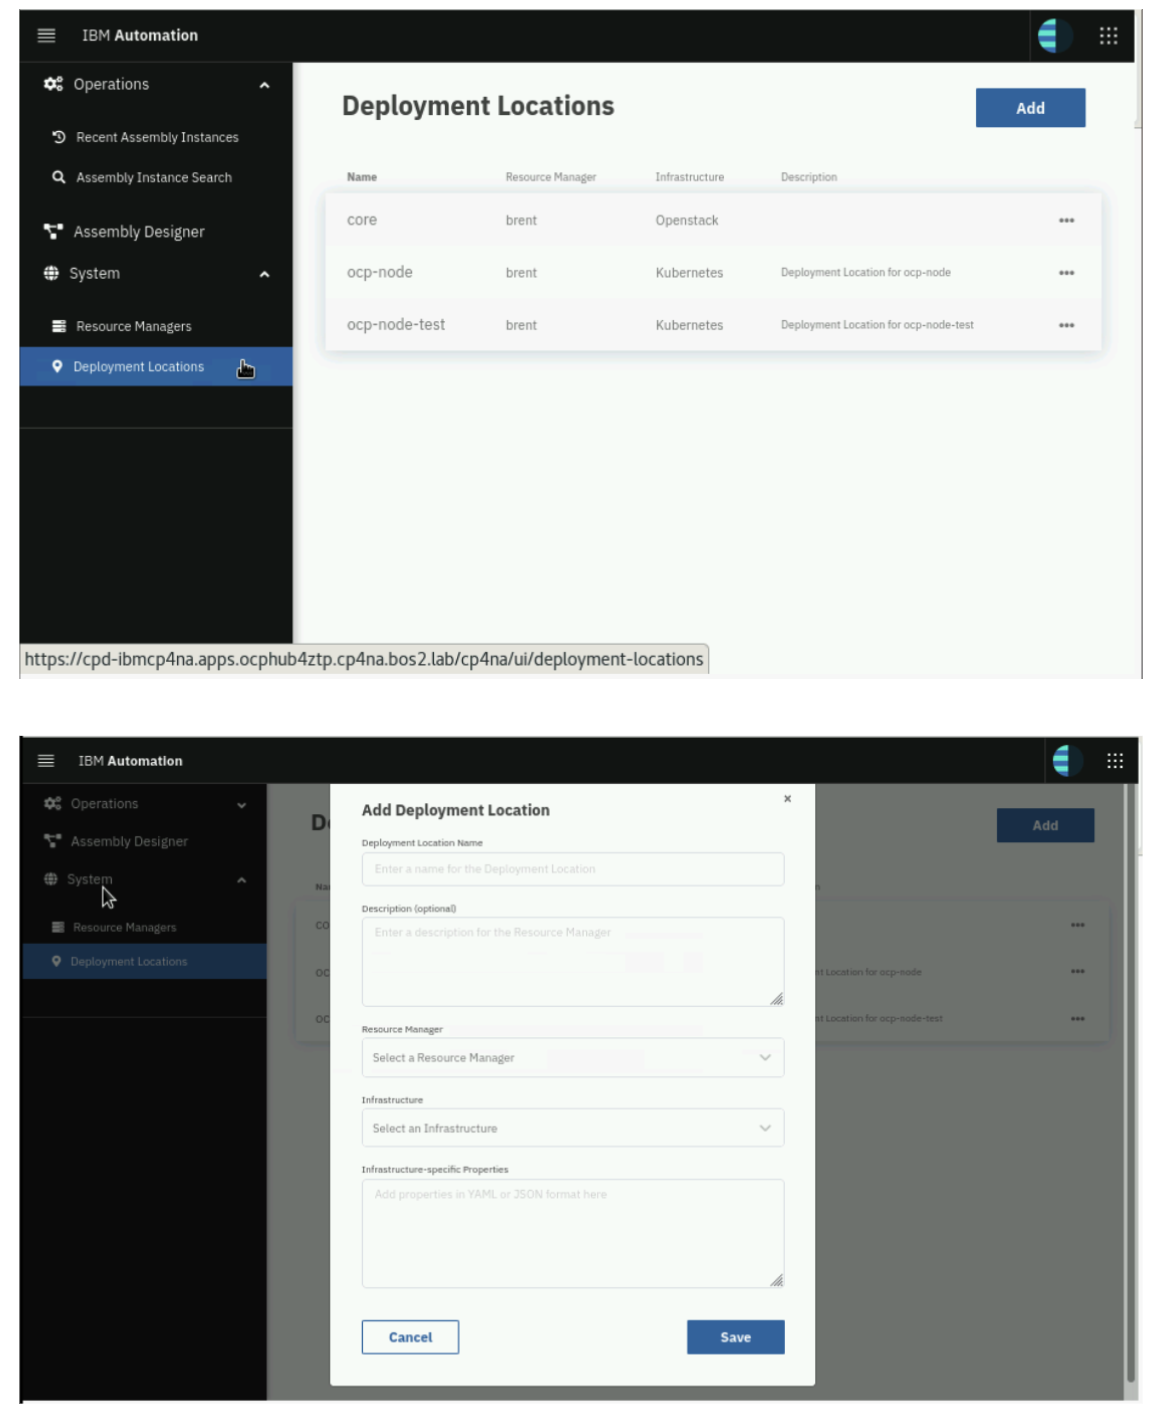 IBM Automation
Operations
Recent Assembly Instances
Assembly Instance Search
Assembly Designer
System
Resource Managers
Deployment Locations
Deployment Locations
Add
Name Resource Manager Infrastructure Description
core brent Openstack
ocp-node brent Kubernetes Deployment Location for ocp-node
ocp-node-test brent Kubernetes Deployment Location for ocp-node-test
https://cpd-ibmcp4na.apps.ocphub4ztp.cp4na.bos2.lab/cp4na/ui/deployment-locations
IBM Automation
Operations
Assembly Designer
System
Resource Managers
Deployment Locations
D
Add
Na
n
co
oc
nt Location for ocp-node
oc
nt Location for ocp-node-test
Add Deployment Location
Deployment Location Name
Enter a name for the Deployment Location
Description (optional)
Enter a description for the Resource Manager
Resource Manager
Select a Resource Manager
Infrastructure
Select an Infrastructure
Infrastructure-specific Properties
Add properties in YAML or JSON format here
Cancel
Save